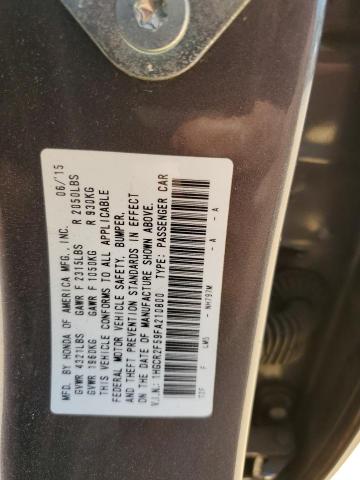 MFD. BY HONDA OF AMERICA MFG., INC. 06/'15
GVWR 4321LBS GAWR F 2315LBS R 2050LBS
GVWR 1960KG GAWR F 1050KG R 930KG
THIS VEHICLE CONFORMS TO ALL APPLICABLE
FEDERAL MOTOR VEHICLE SAFETY, BUMPER,
AND THEFT PREVENTION STANDARDS IN EFFECT
ON THE DATE OF MANUFACTURE SHOWN ABOVE.
V.I.N.: 1HGCR2F59FA210800 TYPE: PASSENGER CAR
F LMS - NH797M - A - A